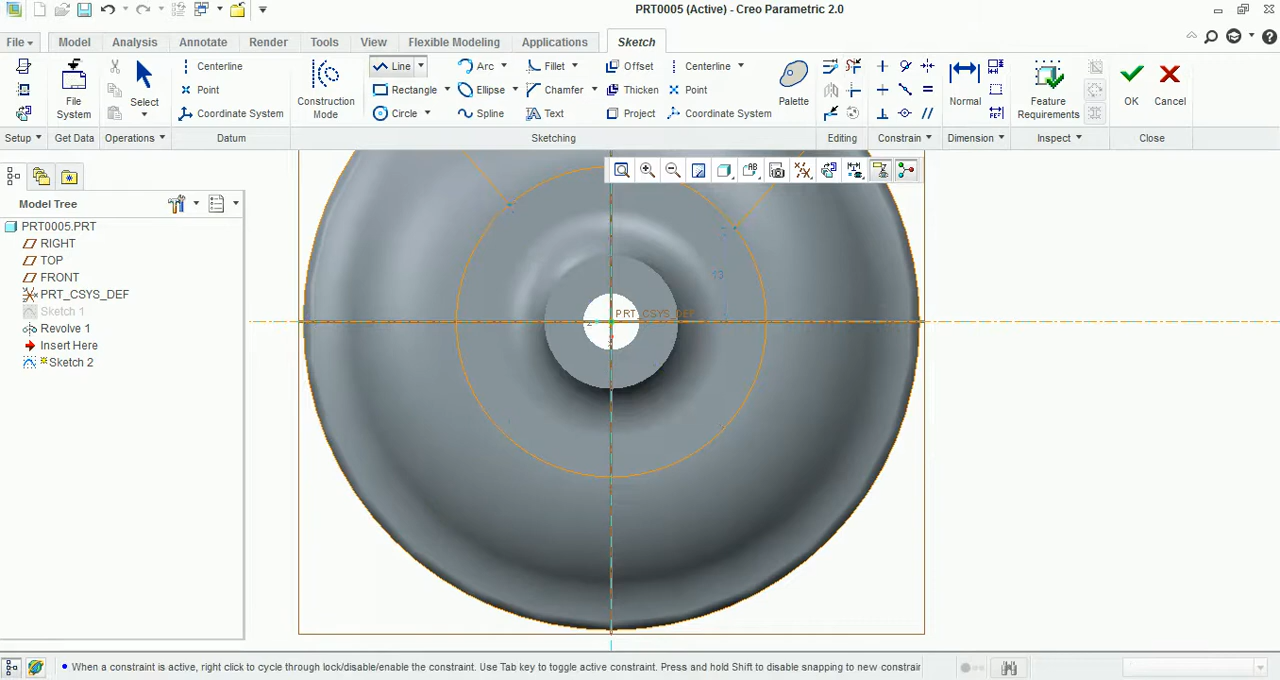 PRT0005 (Active) - Creo Parametric 2.0
File Model Analysis Annotate Render Tools View Flexible Modeling Applications Sketch
Centerline Line Arc Fillet Offset Centerline
Point Rectangle Ellipse Chamfer Thicken Point
Coordinate System Circle Spline Text Project Coordinate System
File System
Select
Construction Mode
Palette
Normal
Feature Requirements
OK
Cancel
Setup Get Data Operations Datum Sketching Editing Constrain Dimension Inspect Close
Model Tree
PRT0005.PRT
RIGHT
TOP
FRONT
PRT_CSYS_DEF
Sketch 1
Revolve 1
Insert Here
Sketch 2
PRT_CSYS_DEF
When a constraint is active, right click to cycle through lock/disable/enable the constraint. Use Tab key to toggle active constraint. Press and hold Shift to disable snapping to new constrair